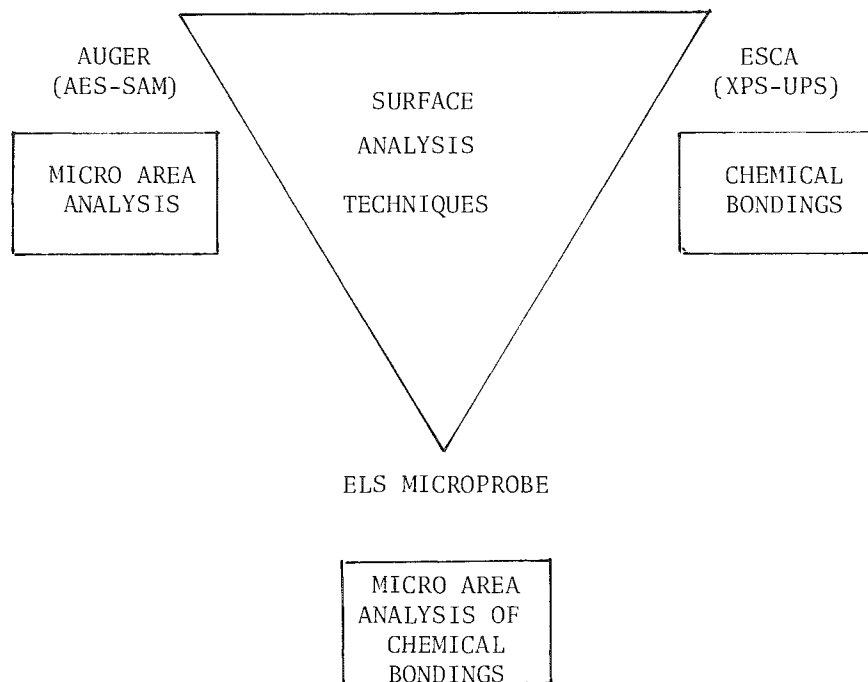 AUGER
(AES-SAM)
ESCA
(XPS-UPS)
SURFACE
ANALYSIS
TECHNIQUES
MICRO AREA
ANALYSIS
CHEMICAL
BONDINGS
ELS MICROPROBE
MICRO AREA
ANALYSIS OF
CHEMICAL
BONDINGS